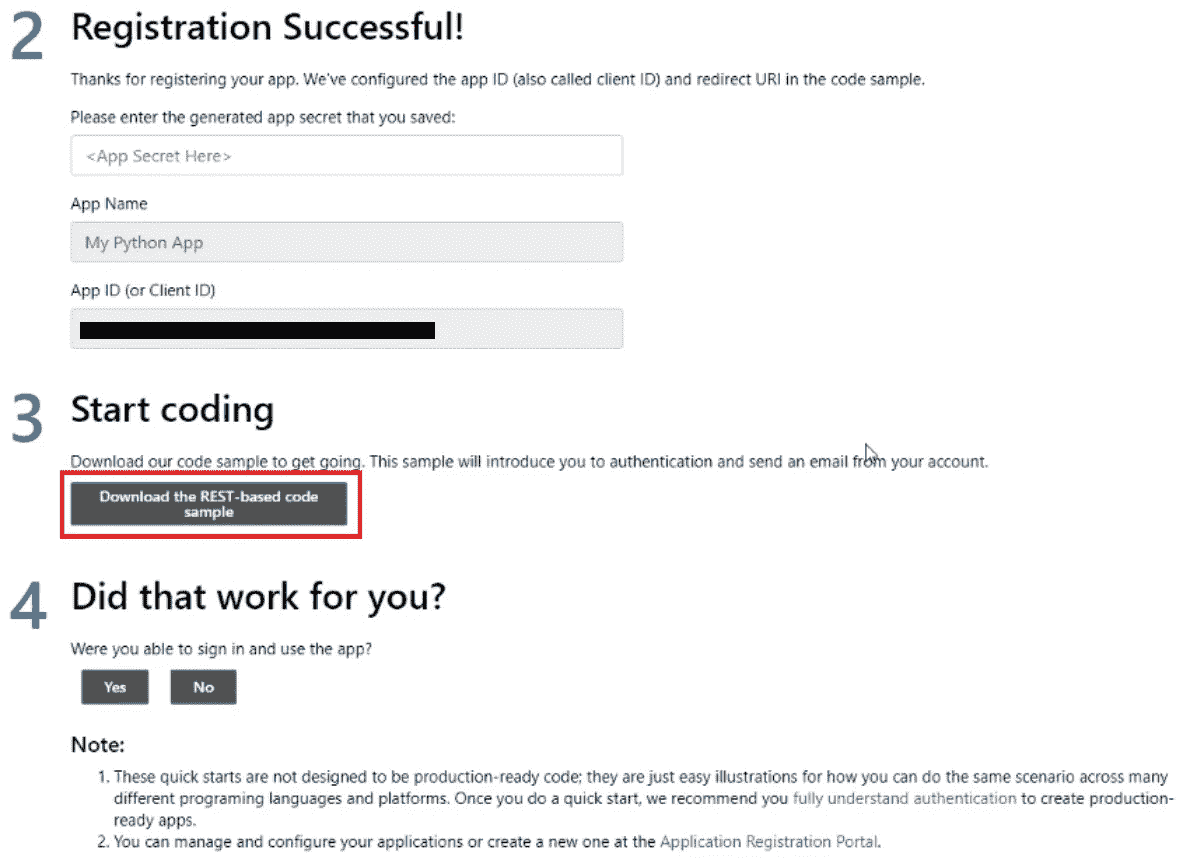 2
Registration Successful!
Thanks for registering your app. We've configured the app ID (also called client ID) and redirect URI in the code sample.
Please enter the generated app secret that you saved:
<App Secret Here>
App Name
My Python App
App ID (or Client ID)
3
Start coding
Download our code sample to get going. This sample will introduce you to authentication and send an email from your account.
Download the REST-based code
sample
4
Did that work for you?
Were you able to sign in and use the app?
Yes No
Note:
1. These quick starts are not designed to be production-ready code; they are just easy illustrations for how you can do the same scenario across many
different programing languages and platforms. Once you do a quick start, we recommend you fully understand authentication to create production-
ready apps.
2. You can manage and configure your applications or create a new one at the Application Registration Portal.